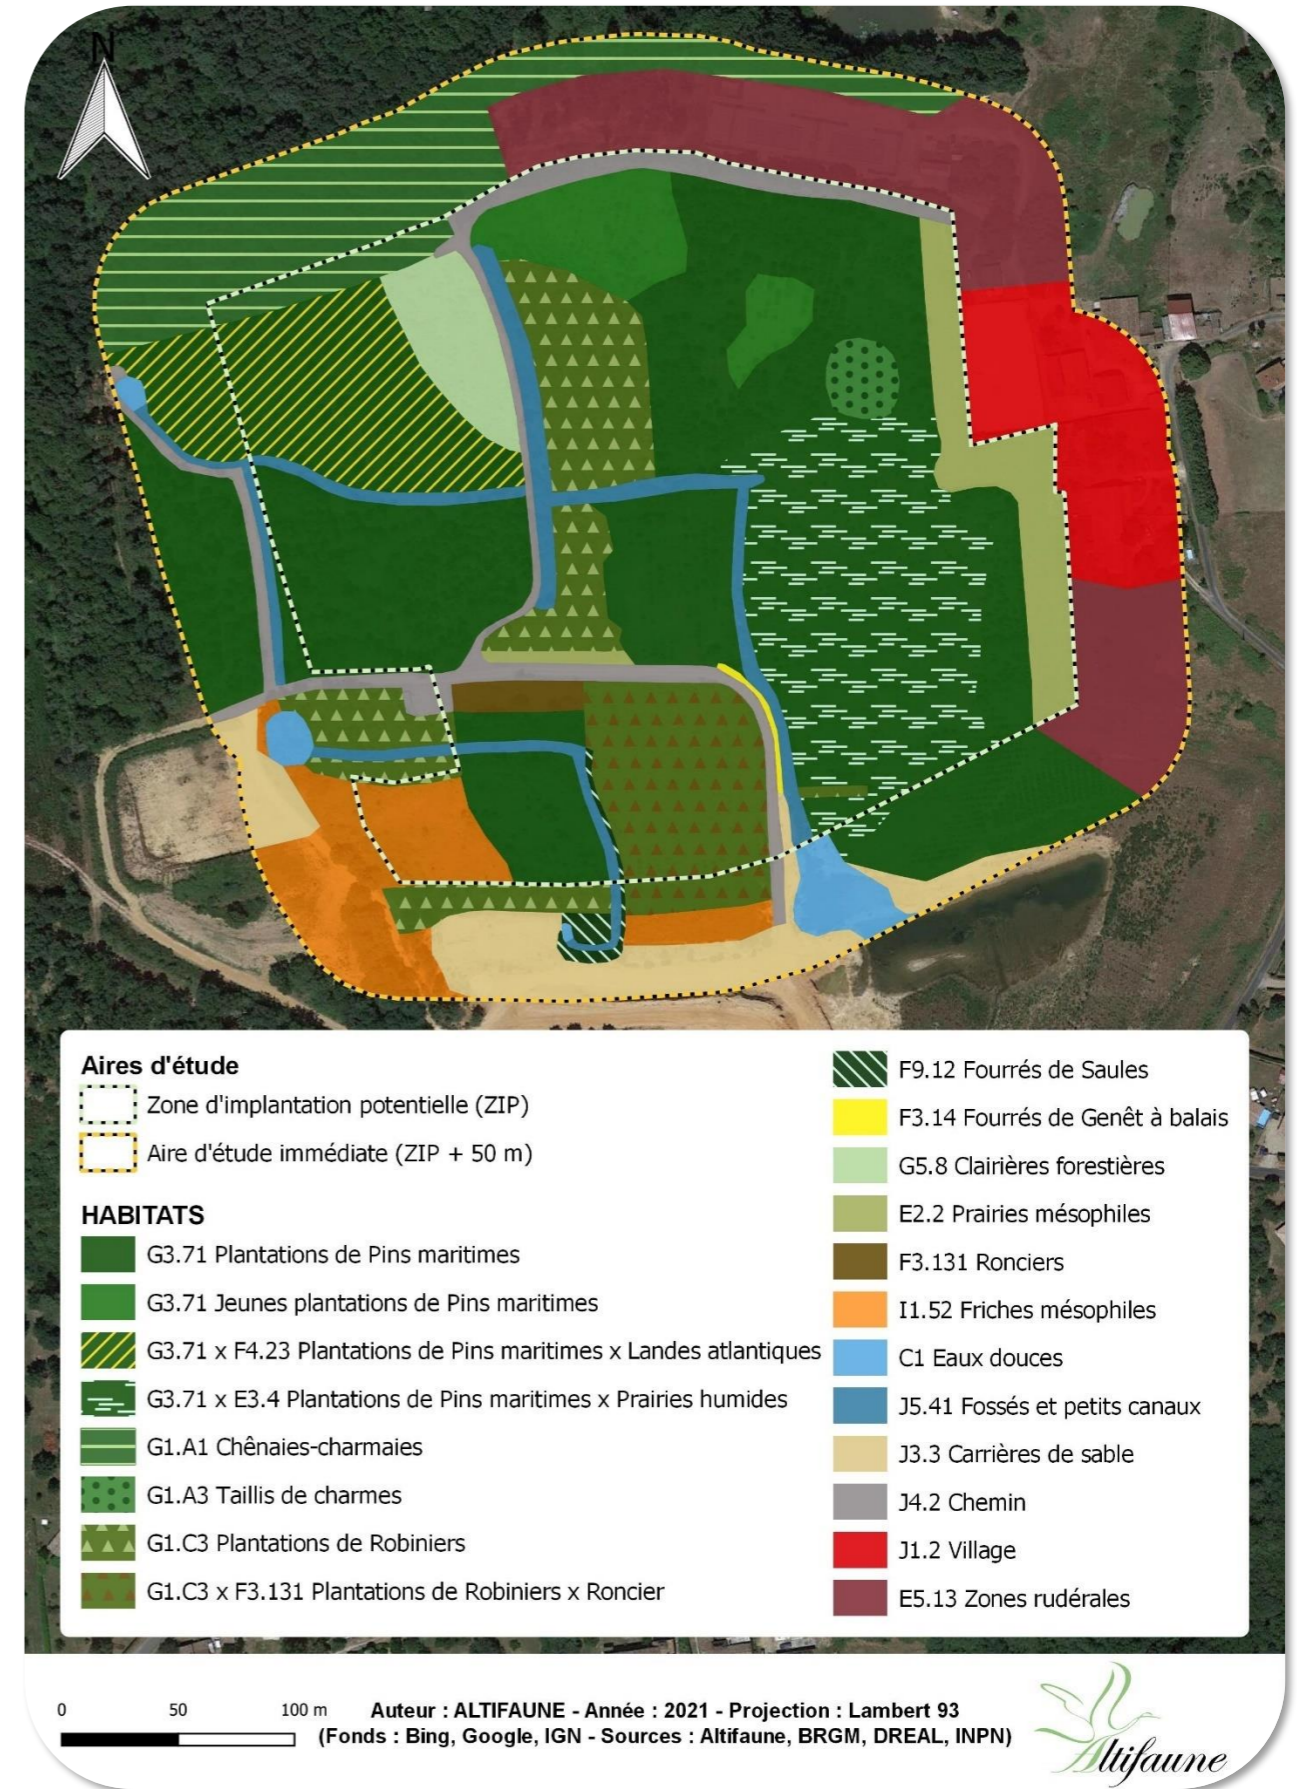 N
Aires d'étude
Zone d'implantation potentielle (ZIP)
Aire d'étude immédiate (ZIP + 50 m)
HABITATS
G3.71 Plantations de Pins maritimes
G3.71 Jeunes plantations de Pins maritimes
G3.71 x F4.23 Plantations de Pins maritimes x Landes atlantiques
G3.71 x E3.4 Plantations de Pins maritimes x Prairies humides
G1.A1 Chênaies-charmaies
G1.A3 Taillis de charmes
G1.C3 Plantations de Robiniers
G1.C3 x F3.131 Plantations de Robiniers x Roncier
F9.12 Fourrés de Saules
F3.14 Fourrés de Genêt à balais
G5.8 Clairières forestières
E2.2 Prairies mésophiles
F3.131 Ronciers
I1.52 Friches mésophiles
C1 Eaux douces
J5.41 Fossés et petits canaux
J3.3 Carrières de sable
J4.2 Chemin
J1.2 Village
E5.13 Zones rudérales
0 50 100 m
Auteur : ALTIFAUNE - Année : 2021 - Projection : Lambert 93
(Fonds : Bing, Google, IGN - Sources : Altifaune, BRGM, DREAL, INPN)
Altifaune